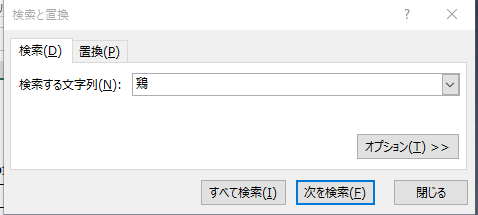 検索と置換
? ×
検索(D) 置換(P)
検索する文字列(N): 鶏
オプション(T) >>
すべて検索(I) 次を検索(F) 閉じる